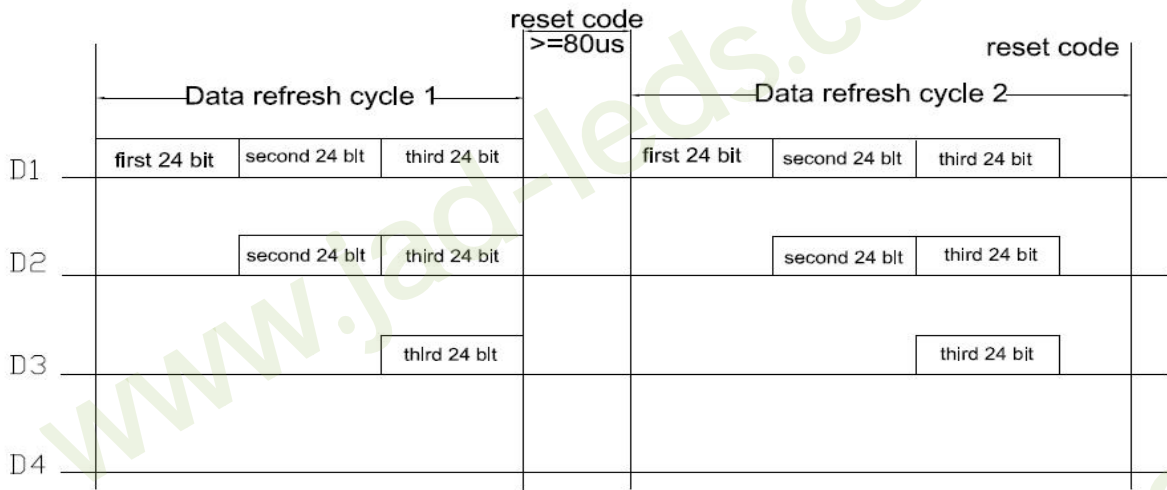 reset code
>=80us
reset code
Data refresh cycle 1
Data refresh cycle 2
D1 first 24 bit second 24 blt third 24 bit first 24 bit second 24 blt third 24 bit
D2 second 24 blt third 24 bit second 24 blt third 24 bit
D3 thlrd 24 blt third 24 bit
D4
www.jad-leds.co